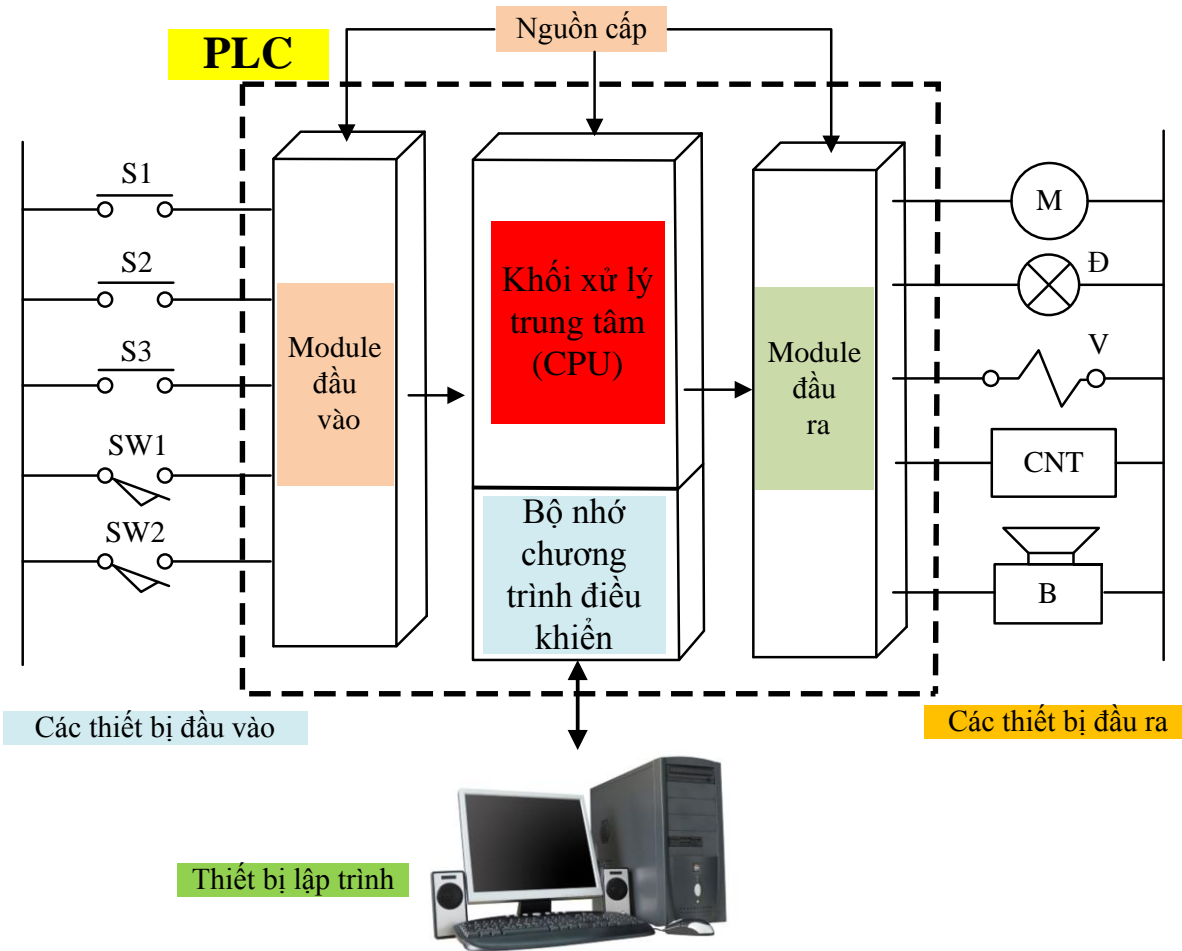 Nguồn cấp
PLC
S1
S2
S3
SW1
SW2
Module
đầu
vào
Khối xử lý
trung tâm
(CPU)
Bộ nhớ
chương
trình điều
khiển
Module
đầu
ra
M
Đ
V
CNT
B
Các thiết bị đầu vào
Các thiết bị đầu ra
Thiết bị lập trình